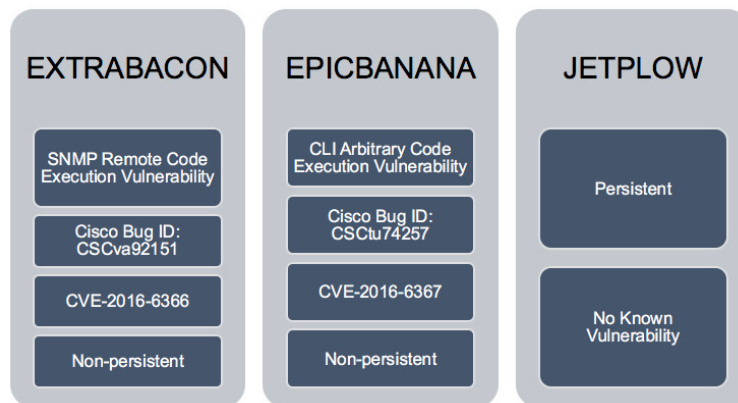 EXTRABACON
SNMP Remote Code
Execution Vulnerability
Cisco Bug ID:
CSCva92151
CVE-2016-6366
Non-persistent
EPICBANANA
CLI Arbitrary Code
Execution Vulnerability
Cisco Bug ID:
CSCtu74257
CVE-2016-6367
Non-persistent
JETPLOW
Persistent
No Known
Vulnerability